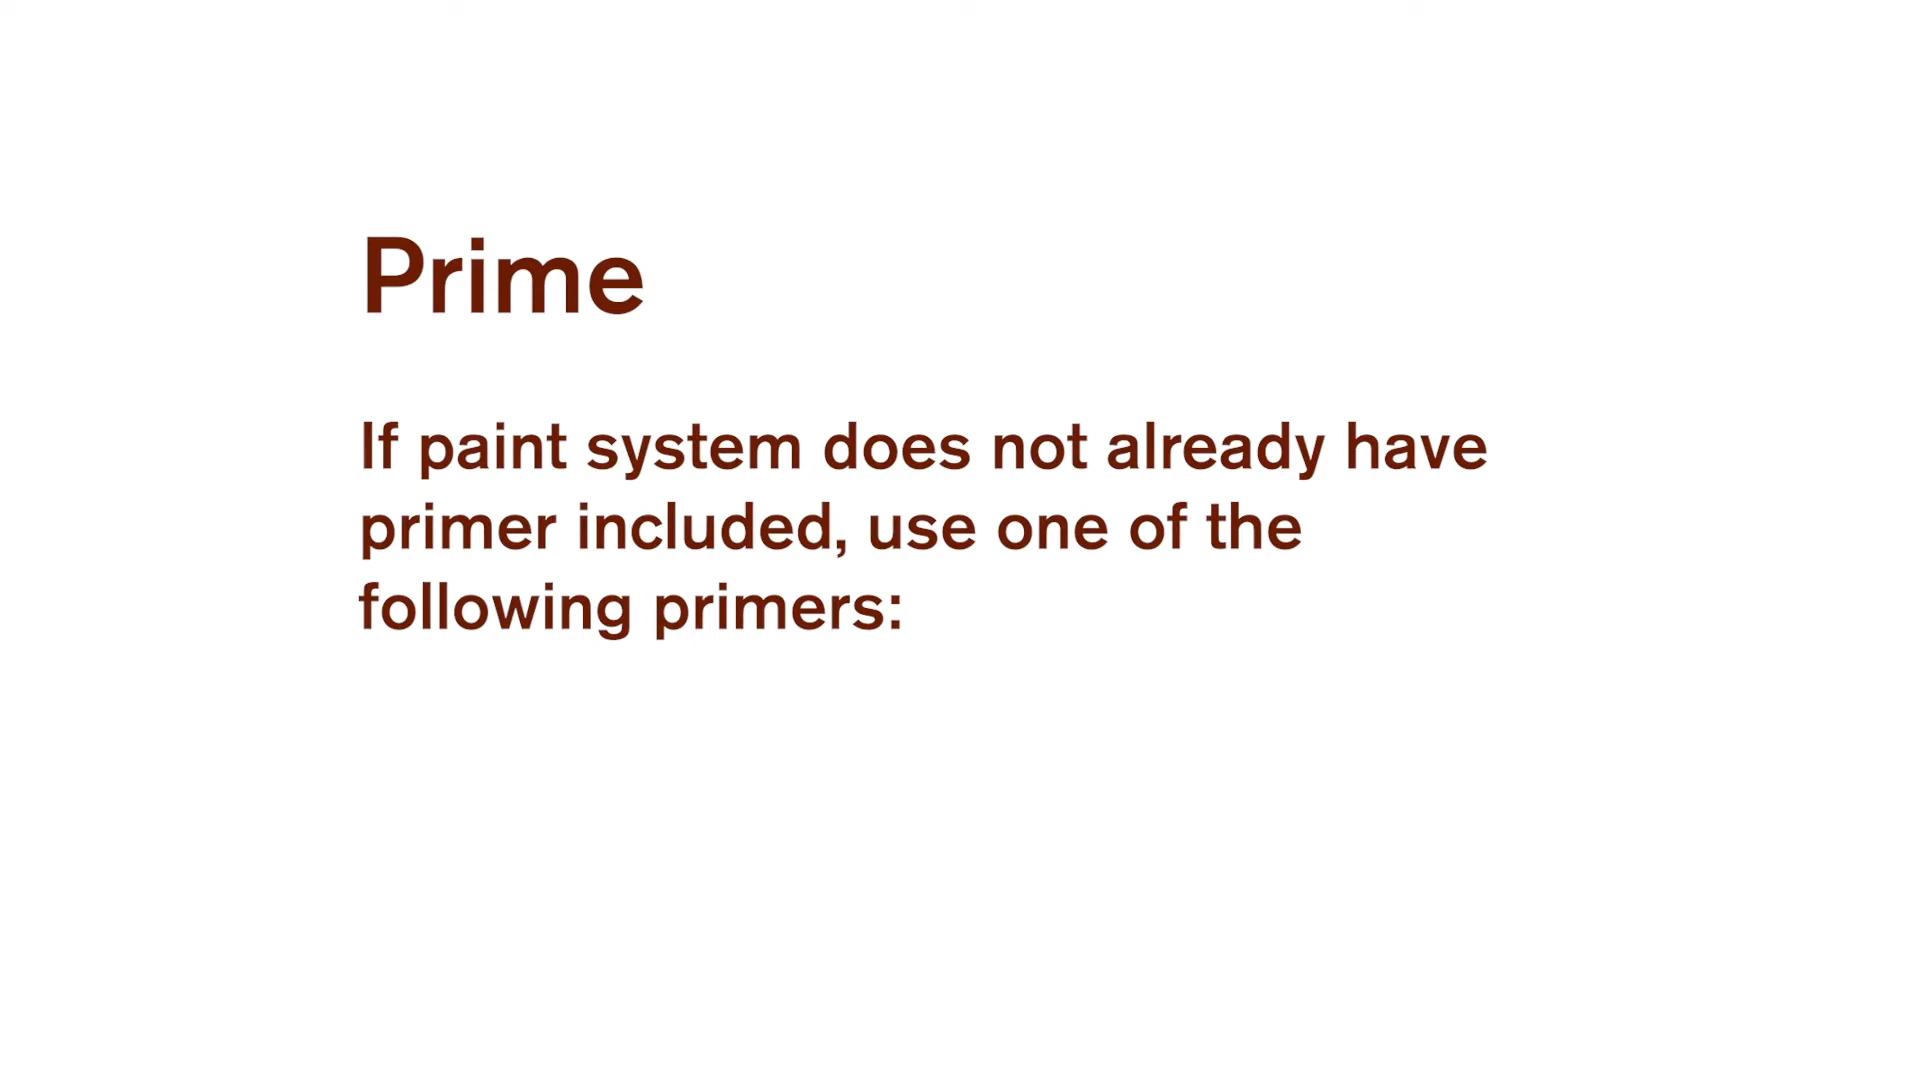 Prime
If paint system does not already have
primer included, use one of the
following primers: